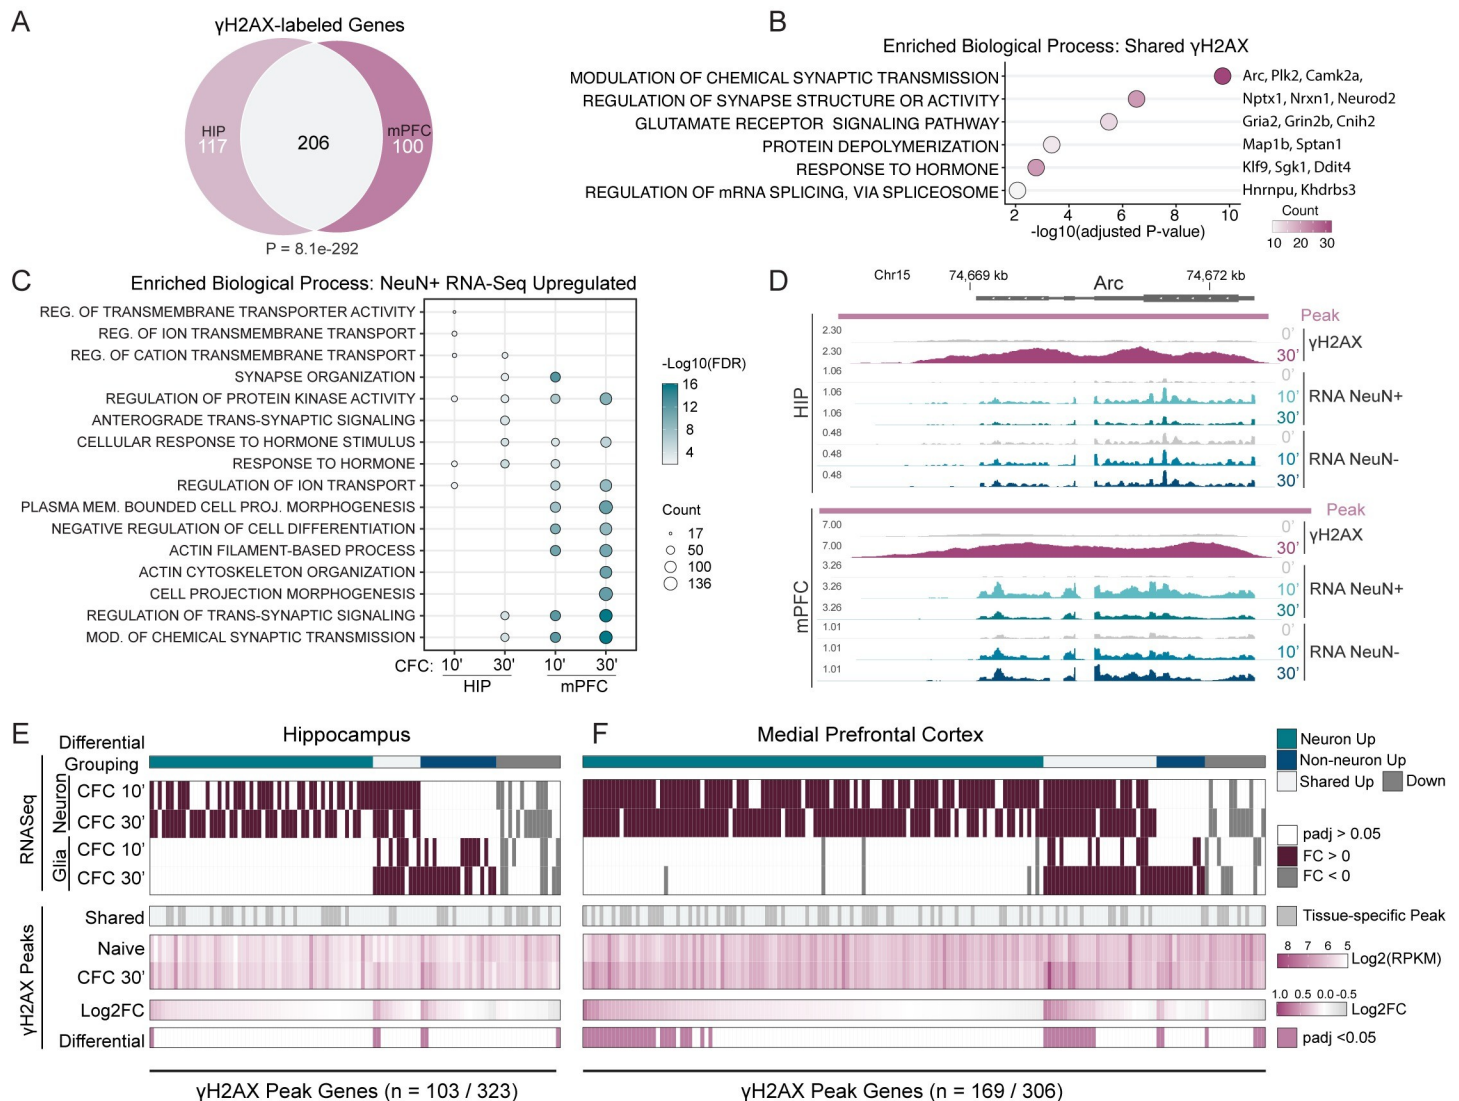 A
γH2AX-labeled Genes
HIP
117
206
mPFC
100
P = 8.1e-292
B
Enriched Biological Process: Shared γH2AX
MODULATION OF CHEMICAL SYNAPTIC TRANSMISSION
Arc, Plk2, Camk2a,
REGULATION OF SYNAPSE STRUCTURE OR ACTIVITY
Nptx1, Nrxn1, Neurod2
GLUTAMATE RECEPTOR SIGNALING PATHWAY
Gria2, Grin2b, Cnih2
PROTEIN DEPOLYMERIZATION
Map1b, Sptan1
RESPONSE TO HORMONE
Klf9, Sgk1, Ddit4
REGULATION OF mRNA SPLICING, VIA SPLICEOSOME
Hnrnpu, Khdrbs3
2 4 6 8 10
-log10(adjusted P-value)
Count
10 20 30
C
Enriched Biological Process: NeuN+ RNA-Seq Upregulated
REG. OF TRANSMEMBRANE TRANSPORTER ACTIVITY
REG. OF ION TRANSMEMBRANE TRANSPORT
REG. OF CATION TRANSMEMBRANE TRANSPORT
SYNAPSE ORGANIZATION
REGULATION OF PROTEIN KINASE ACTIVITY
ANTEROGRADE TRANS-SYNAPTIC SIGNALING
CELLULAR RESPONSE TO HORMONE STIMULUS
RESPONSE TO HORMONE
REGULATION OF ION TRANSPORT
PLASMA MEM. BOUNDED CELL PROJ. MORPHOGENESIS
NEGATIVE REGULATION OF CELL DIFFERENTIATION
ACTIN FILAMENT-BASED PROCESS
ACTIN CYTOSKELETON ORGANIZATION
CELL PROJECTION MORPHOGENESIS
REGULATION OF TRANS-SYNAPTIC SIGNALING
MOD. OF CHEMICAL SYNAPTIC TRANSMISSION
CFC: 10' 30' 10' 30'
HIP mPFC
-Log10(FDR)
16
12
8
4
Count
17
50
100
136
D
Chr15 74,669 kb Arc 74,672 kb
HIP
Peak
2.30 0'
γH2AX
2.30 30'
1.06 0'
1.06 10' RNA NeuN+
1.06 30'
0.48 0'
0.48 10' RNA NeuN-
0.48 30'
mPFC
Peak
7.00 0'
γH2AX
7.00 30'
3.26 0'
3.26 10' RNA NeuN+
3.26 30'
1.01 0'
1.01 10' RNA NeuN-
1.01 30'
E
Hippocampus
F
Medial Prefrontal Cortex
Differential
Grouping
RNASeq
Neuron
CFC 10'
CFC 30'
Glia
CFC 10'
CFC 30'
γH2AX Peaks
Shared
Naive
CFC 30'
Log2FC
Differential
γH2AX Peak Genes (n = 103 / 323)
γH2AX Peak Genes (n = 169 / 306)
Neuron Up
Non-neuron Up
Shared Up Down
padj > 0.05
FC > 0
FC < 0
Tissue-specific Peak
8 7 6 5
Log2(RPKM)
1.0 0.5 0.0 -0.5
Log2FC
padj <0.05